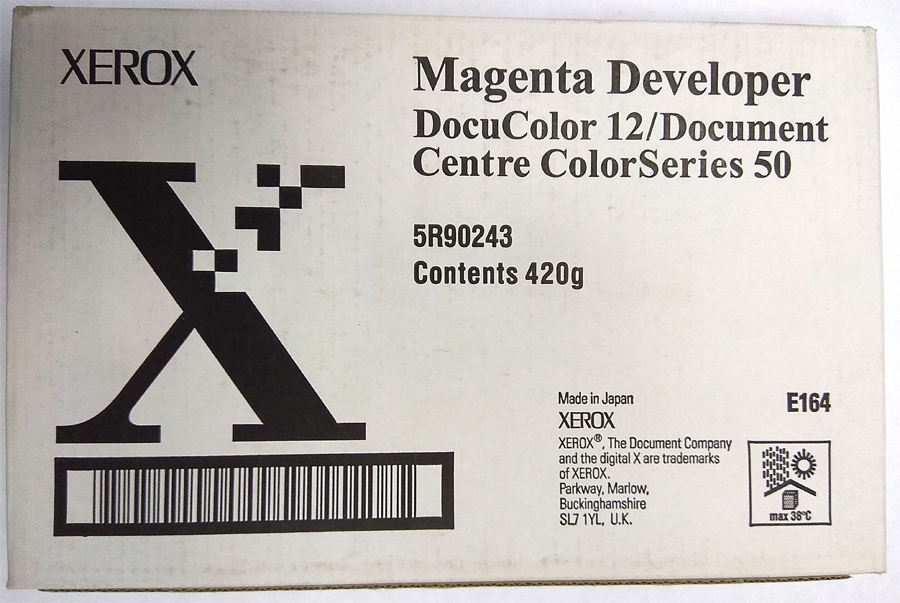 XEROX
Magenta Developer
DocuColor 12/Document
Centre ColorSeries 50
5R90243
Contents 420g
Made in Japan
XEROX
XEROX®, The Document Company
and the digital X are trademarks
of XEROX.
Parkway, Marlow,
Buckinghamshire
SL7 1YL, U.K.
E164
max 38°C